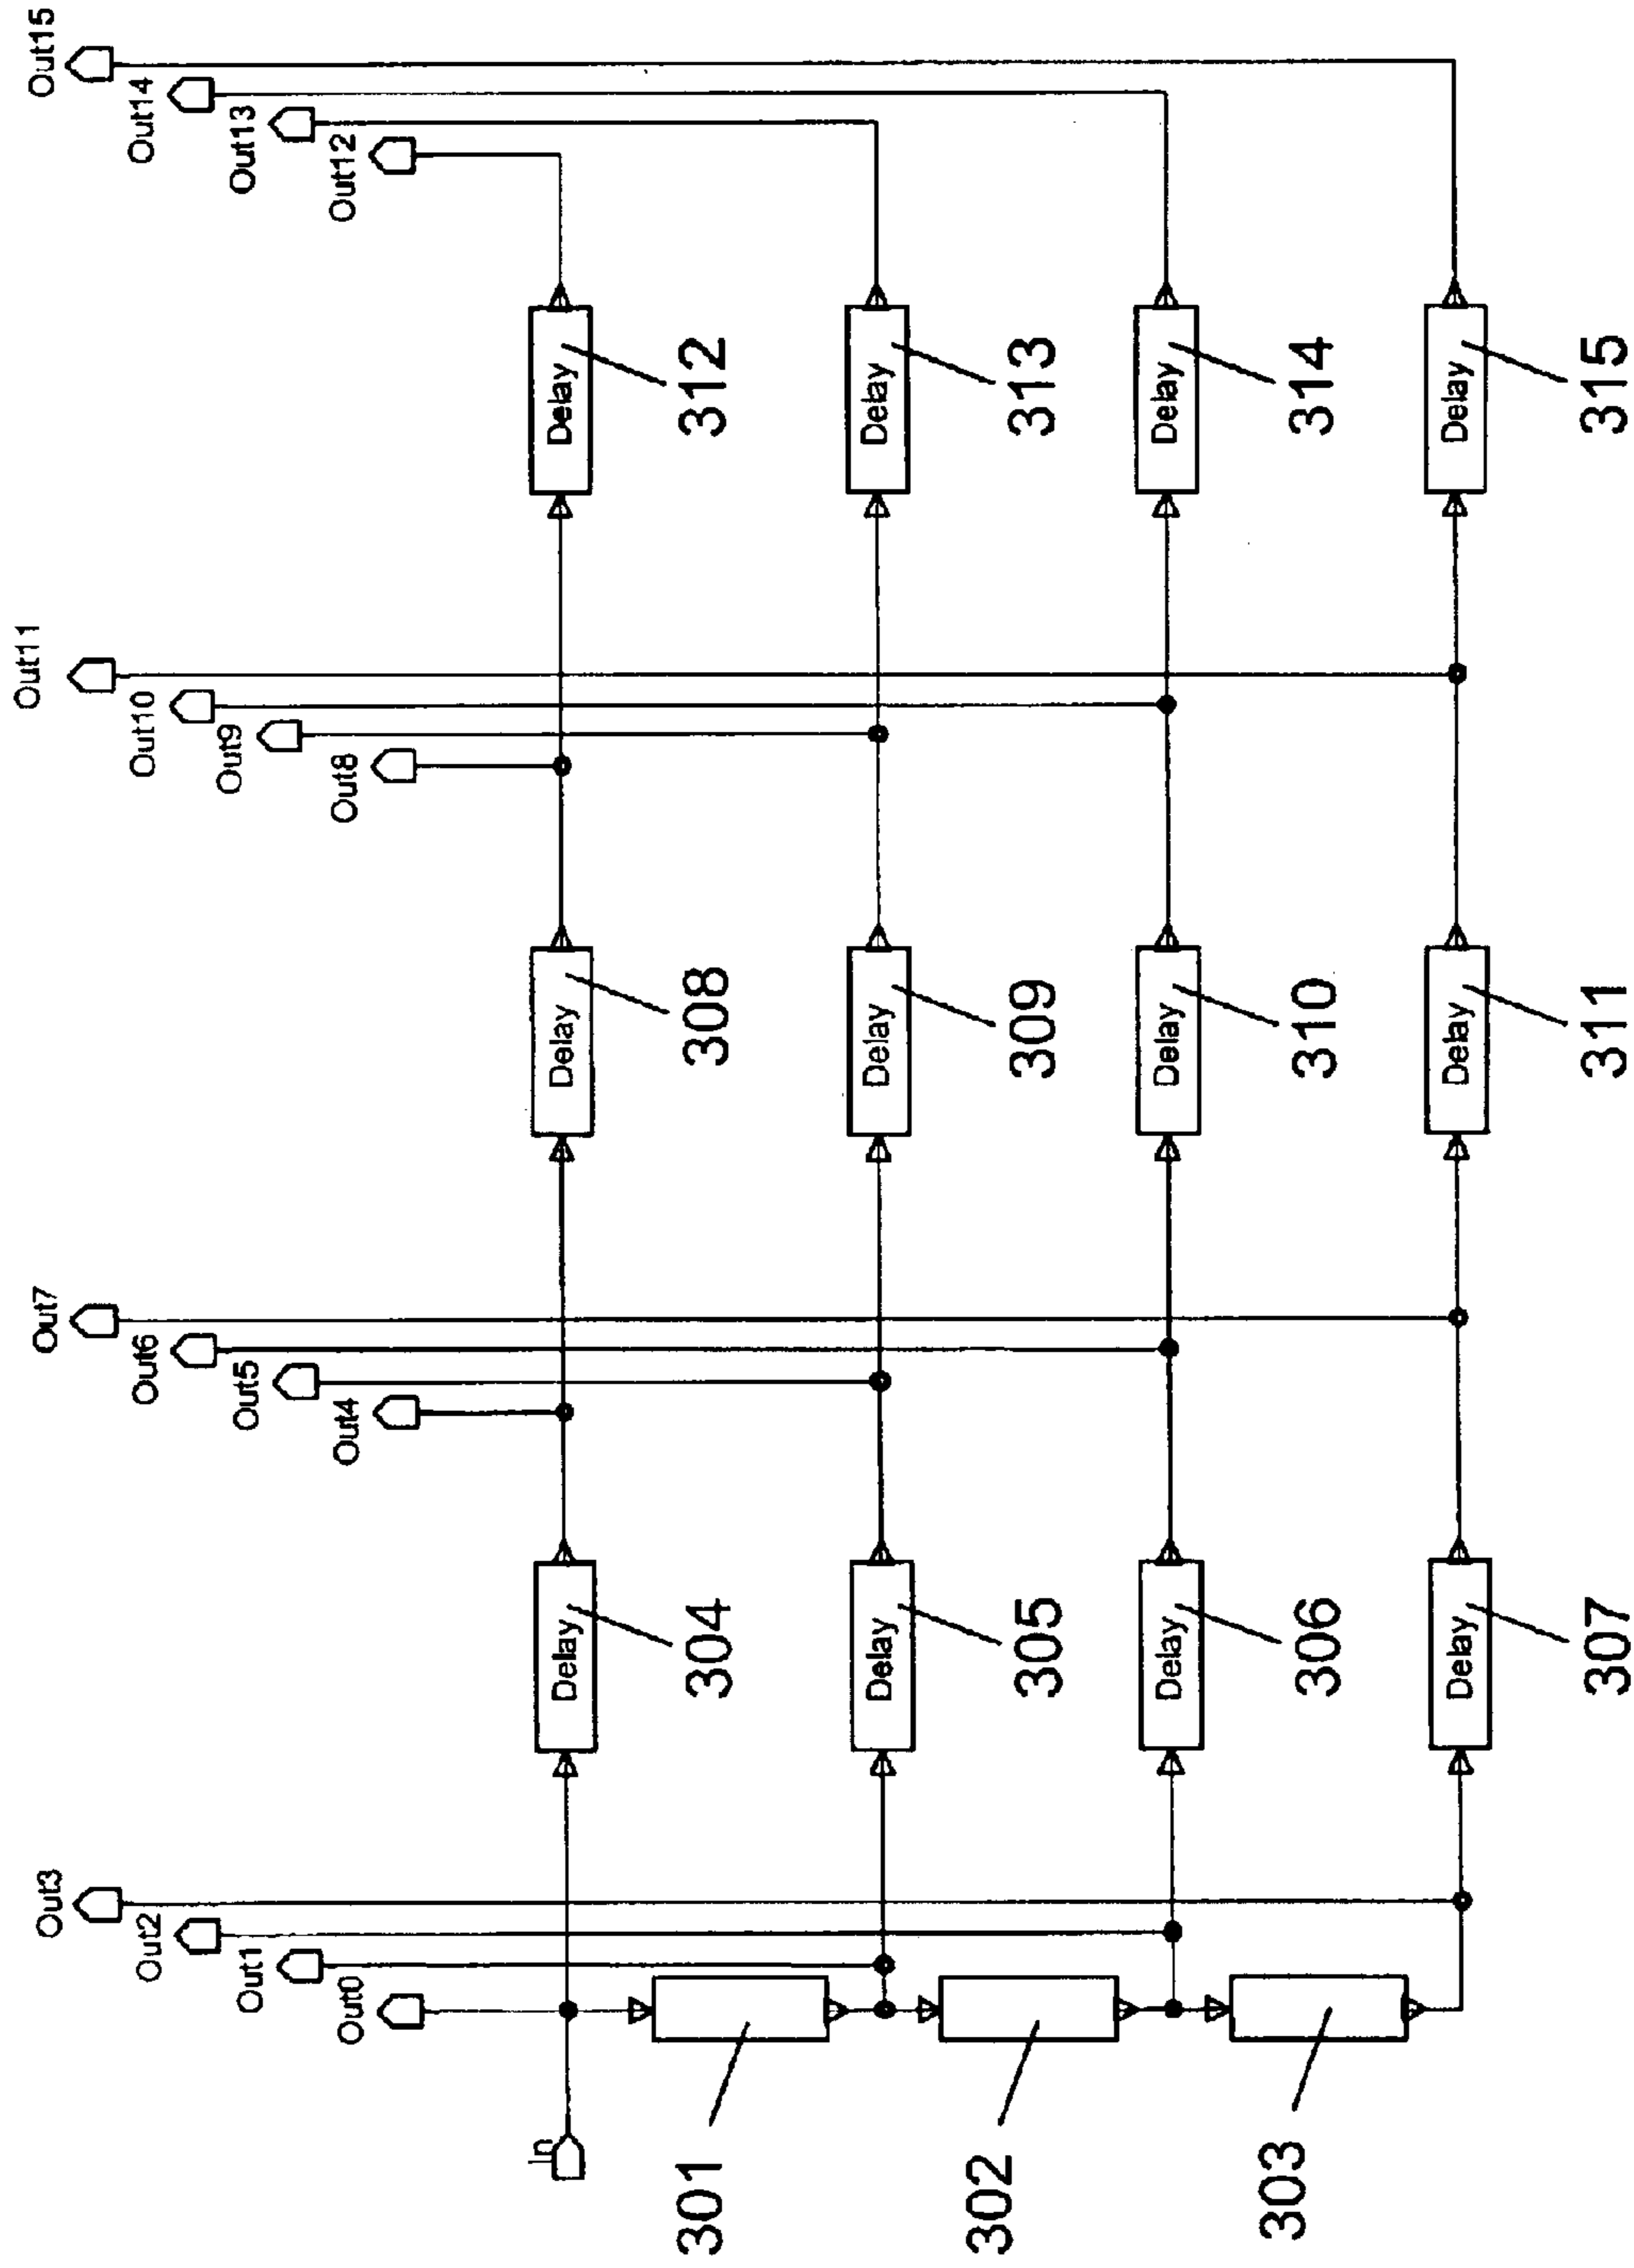 Out3
Out2
Out1
Out0
Out7
Out6
Out5
Out4
Out11
Out10
Out9
Out8
Out15
Out14
Out13
Out12
In
Delay
304
Delay
308
Delay
312
301
Delay
305
Delay
309
Delay
313
302
Delay
306
Delay
310
Delay
314
303
Delay
307
Delay
311
Delay
315